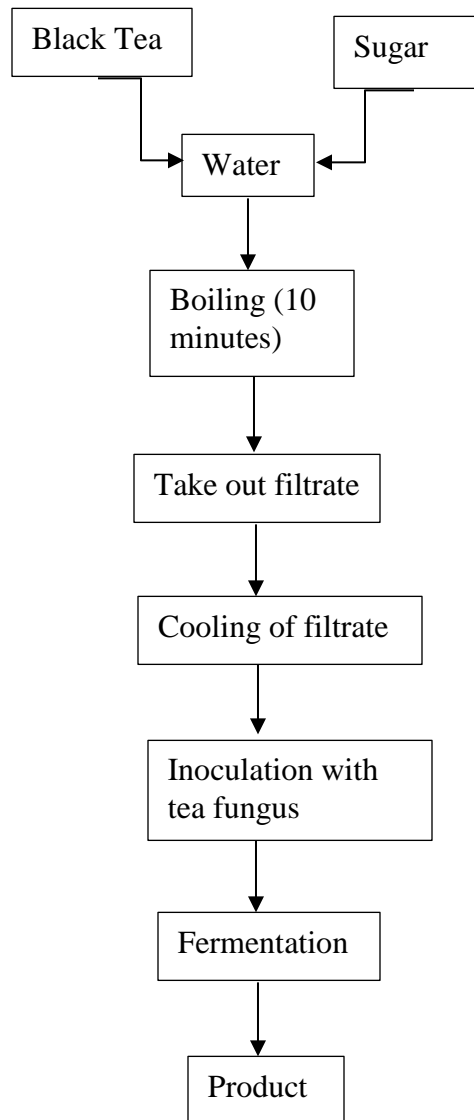 Black Tea
Sugar
Water
Boiling (10
minutes)
Take out filtrate
Cooling of filtrate
Inoculation with
tea fungus
Fermentation
Product